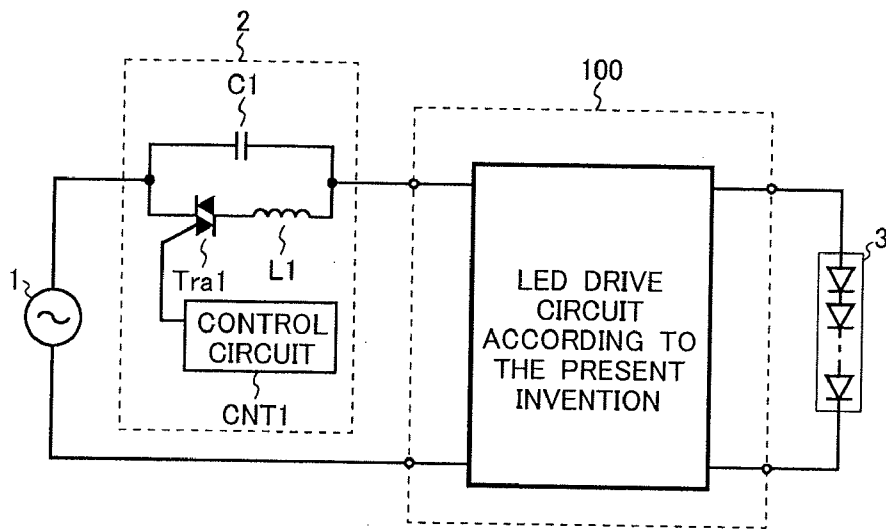 2
C1
100
Tra1
L1
1
3
CONTROL
CIRCUIT
CNT1
LED DRIVE
CIRCUIT
ACCORDING TO
THE PRESENT
INVENTION